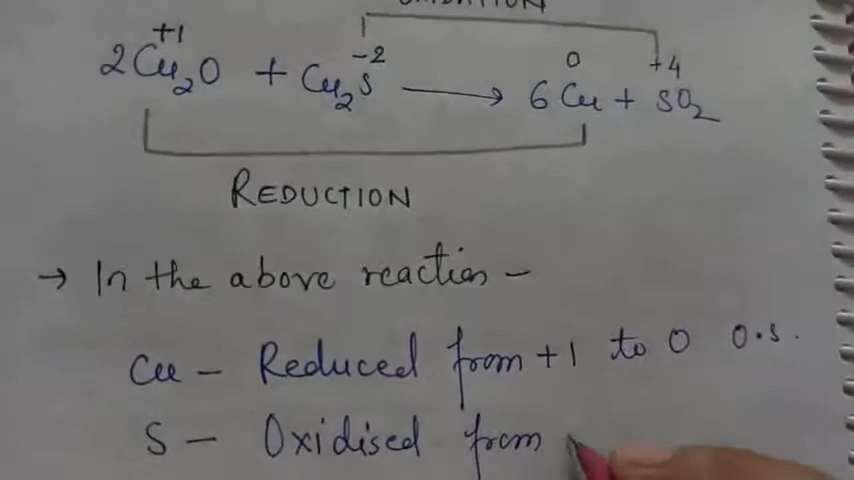 +1 -2 0 +4
2Cu₂O + Cu₂S ⟶ 6Cu + SO₂
REDUCTION
→ In the above reaction -
Cu - Reduced from +1 to 0 O.S.
S - Oxidised from